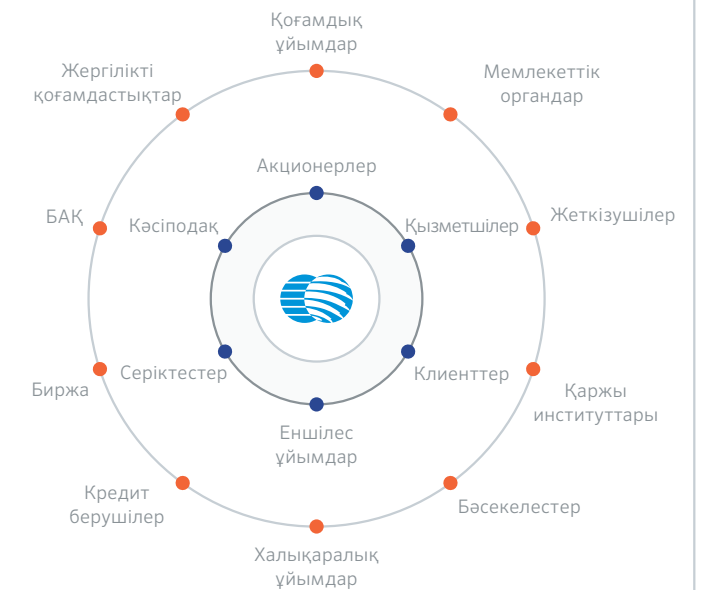 Қоғамдық
ұйымдар
Жергілікті
қоғамдастықтар
Мемлекеттік
органдар
Акционерлер
БАҚ
Кәсіподақ
Қызметшілер
Жеткізушілер
Биржа
Серіктестер
Клиенттер
Қаржы
институттары
Еншілес
ұйымдар
Кредит
берушілер
Бәсекелестер
Халықаралық
ұйымдар